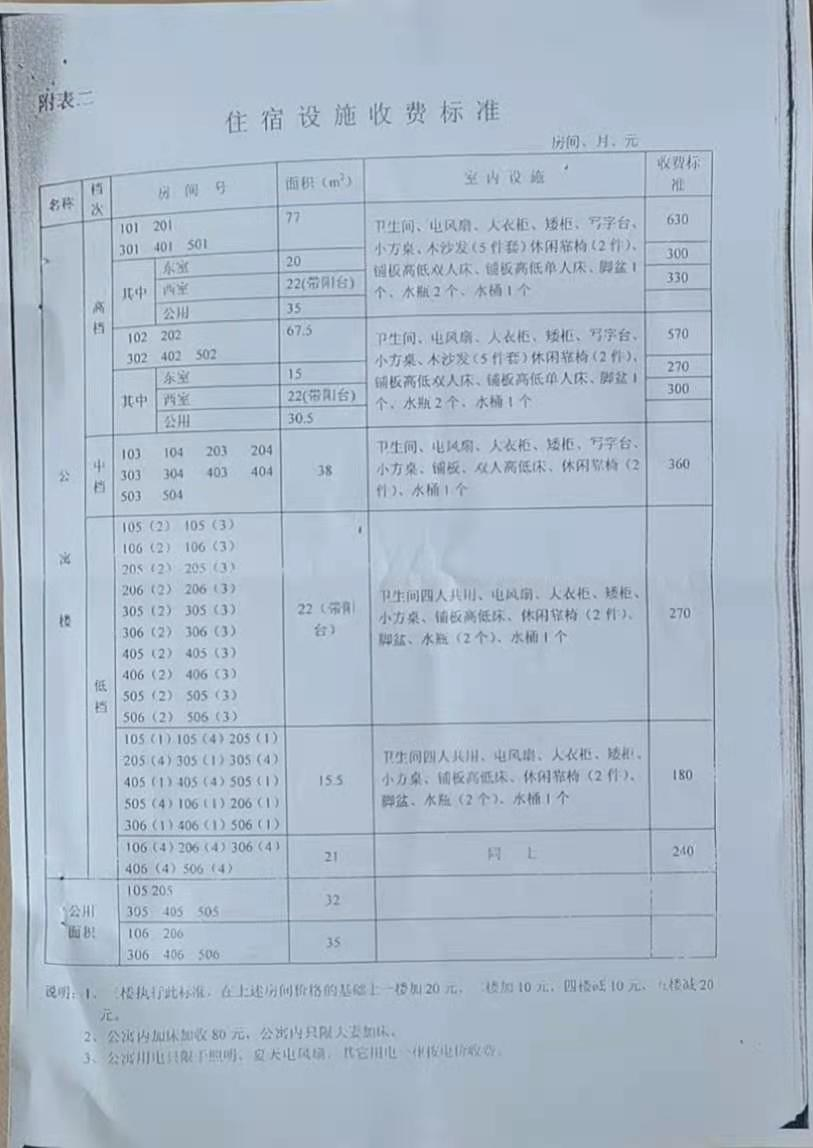 附表二
住宿设施收费标准
房间、月、元
名称 档次 房间号 面积（m²） 室内设施 收费标准
公寓楼
高档
101 201
301 401 501
77
卫生间、电风扇、大衣柜、矮柜、写字台、
小方桌、木沙发（5件套）休闲靠椅（2件）、
铺板高低双人床、铺板高低单人床、脚盆1
个、水瓶2个、水桶1个
630
其中
东室 20 300
西室 22(带阳台) 330
公用 35
102 202
302 402 502
67.5
卫生间、电风扇、大衣柜、矮柜、写字台、
小方桌、木沙发（5件套）休闲靠椅（2件）、
铺板高低双人床、铺板高低单人床、脚盆1
个、水瓶2个、水桶1个
570
其中
东室 15 270
西室 22(带阳台) 300
公用 30.5
中档
103 104 203 204
303 304 403 404
503 504
38
卫生间、电风扇、大衣柜、矮柜、写字台、
小方桌、铺板、双人高低床、休闲靠椅（2
件）、水桶1个
360
低档
105（2） 105（3）
106（2） 106（3）
205（2） 205（3）
206（2） 206（3）
305（2） 305（3）
306（2） 306（3）
405（2） 405（3）
406（2） 406（3）
505（2） 505（3）
506（2） 506（3）
22（带阳
台）
卫生间四人共用、电风扇、大衣柜、矮柜、
小方桌、铺板高低床、休闲靠椅（2件）、
脚盆、水瓶（2个）、水桶1个
270
105（1）105（4）205（1）
205（4）305（1）305（4）
405（1）405（4）505（1）
505（4）106（1）206（1）
306（1）406（1）506（1）
15.5
卫生间四人共用、电风扇、大衣柜、矮柜、
小方桌、铺板高低床、休闲靠椅（2件）、
脚盆、水瓶（2个）、水桶1个
180
106（4）206（4）306（4）
406（4）506（4）
21
同上
240
公用
面积
105 205
305 405 505
32
106 206
306 406 506
35
说明：1、三楼执行此标准，在上述房间价格的基础上一楼加20元，二楼加10元，四楼减10元，五楼减20
元。
2、公寓内加床加收80元，公寓内只限夫妻加床。
3、公寓用电只限于照明、夏天电风扇，其它用电一律按电价收费。